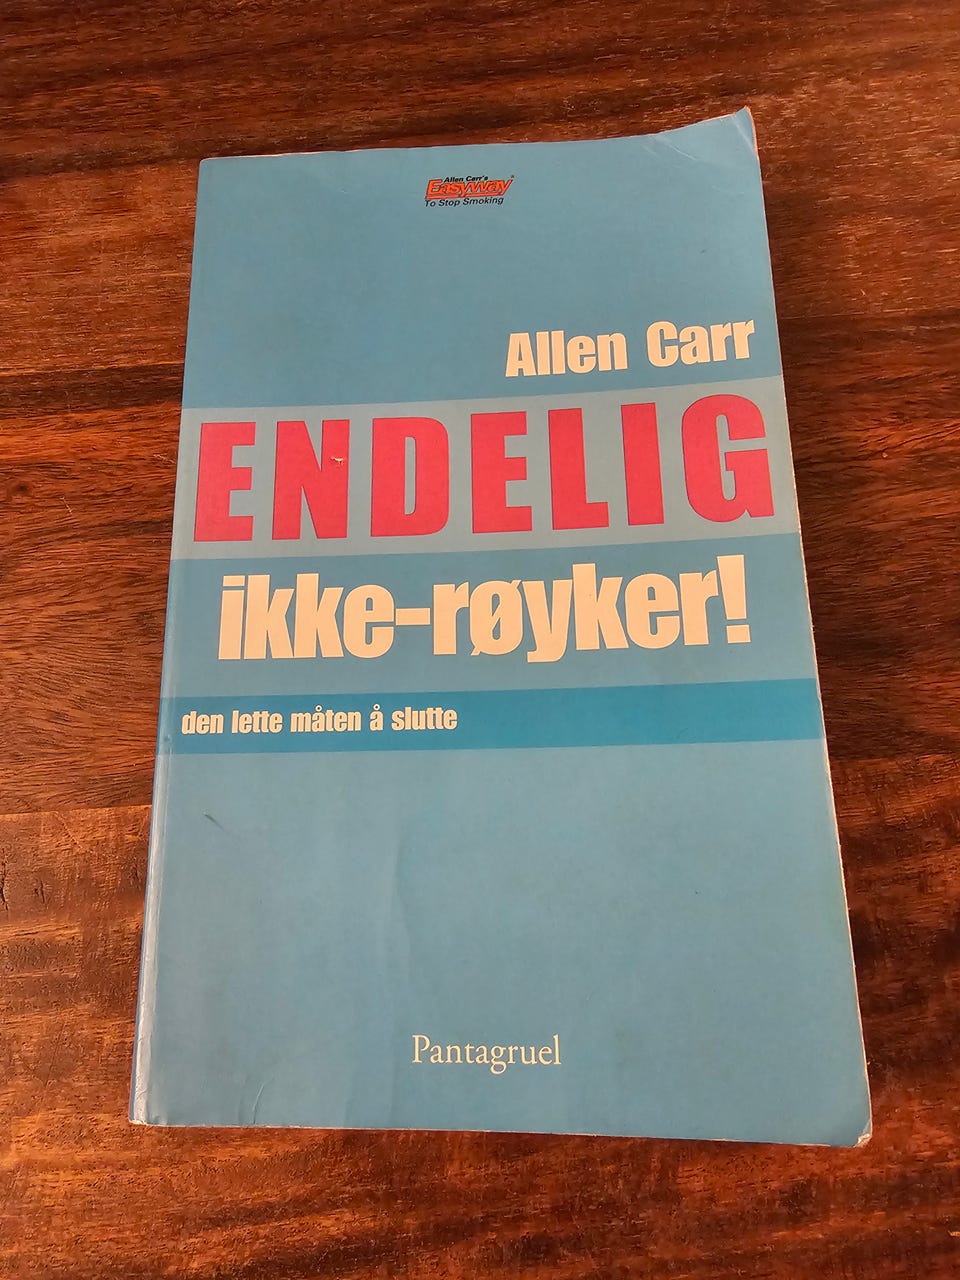 Allen Carr's
Easyway®
To Stop Smoking
Allen Carr
ENDELIG
ikke-røyker!
den lette måten å slutte
Pantagruel